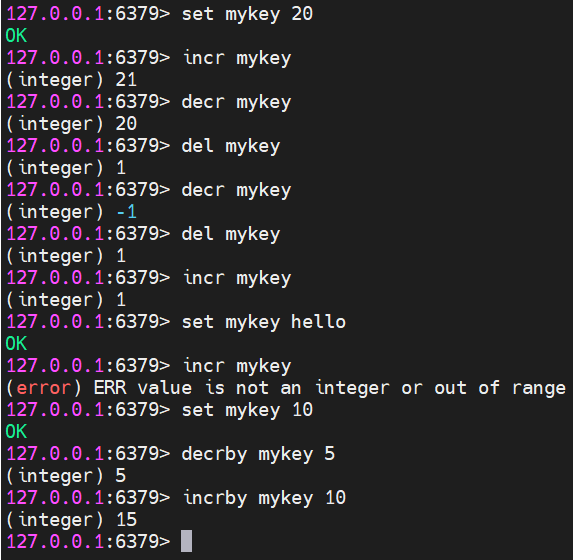 127.0.0.1:6379> set mykey 20
OK
127.0.0.1:6379> incr mykey
(integer) 21
127.0.0.1:6379> decr mykey
(integer) 20
127.0.0.1:6379> del mykey
(integer) 1
127.0.0.1:6379> decr mykey
(integer) -1
127.0.0.1:6379> del mykey
(integer) 1
127.0.0.1:6379> incr mykey
(integer) 1
127.0.0.1:6379> set mykey hello
OK
127.0.0.1:6379> incr mykey
(error) ERR value is not an integer or out of range
127.0.0.1:6379> set mykey 10
OK
127.0.0.1:6379> decrby mykey 5
(integer) 5
127.0.0.1:6379> incrby mykey 10
(integer) 15
127.0.0.1:6379>